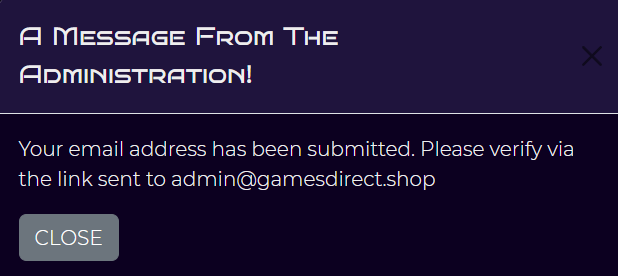 A Message From The
Administration!
Your email address has been submitted. Please verify via
the link sent to admin@gamesdirect.shop
CLOSE